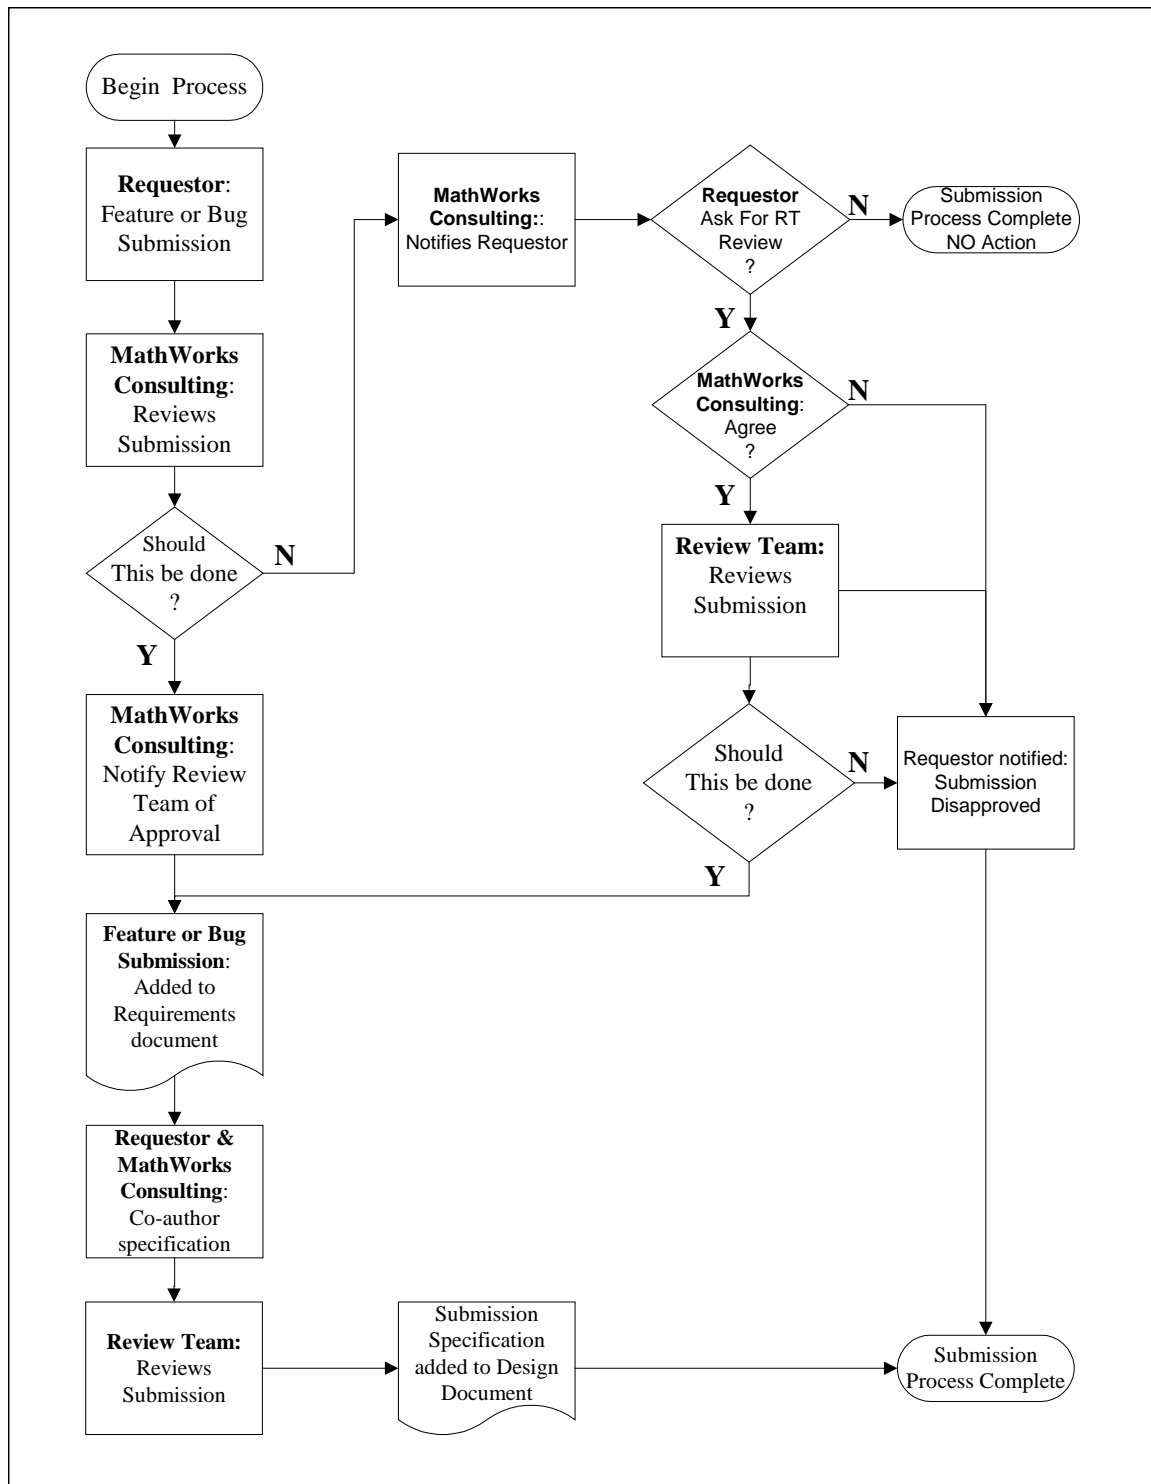 Begin Process
Requestor:
Feature or Bug
Submission
MathWorks
Consulting:
Reviews
Submission
Should
This be done
?
N
Y
MathWorks
Consulting:
Notify Review
Team of
Approval
MathWorks
Consulting::
Notifies Requestor
Requestor
Ask For RT
Review
?
N
Y
Submission
Process Complete
NO Action
MathWorks
Consulting:
Agree
?
N
Y
Review Team:
Reviews
Submission
Should
This be done
?
N
Y
Requestor notified:
Submission
Disapproved
Feature or Bug
Submission:
Added to
Requirements
document
Requestor &
MathWorks
Consulting:
Co-author
specification
Review Team:
Reviews
Submission
Submission
Specification
added to Design
Document
Submission
Process Complete